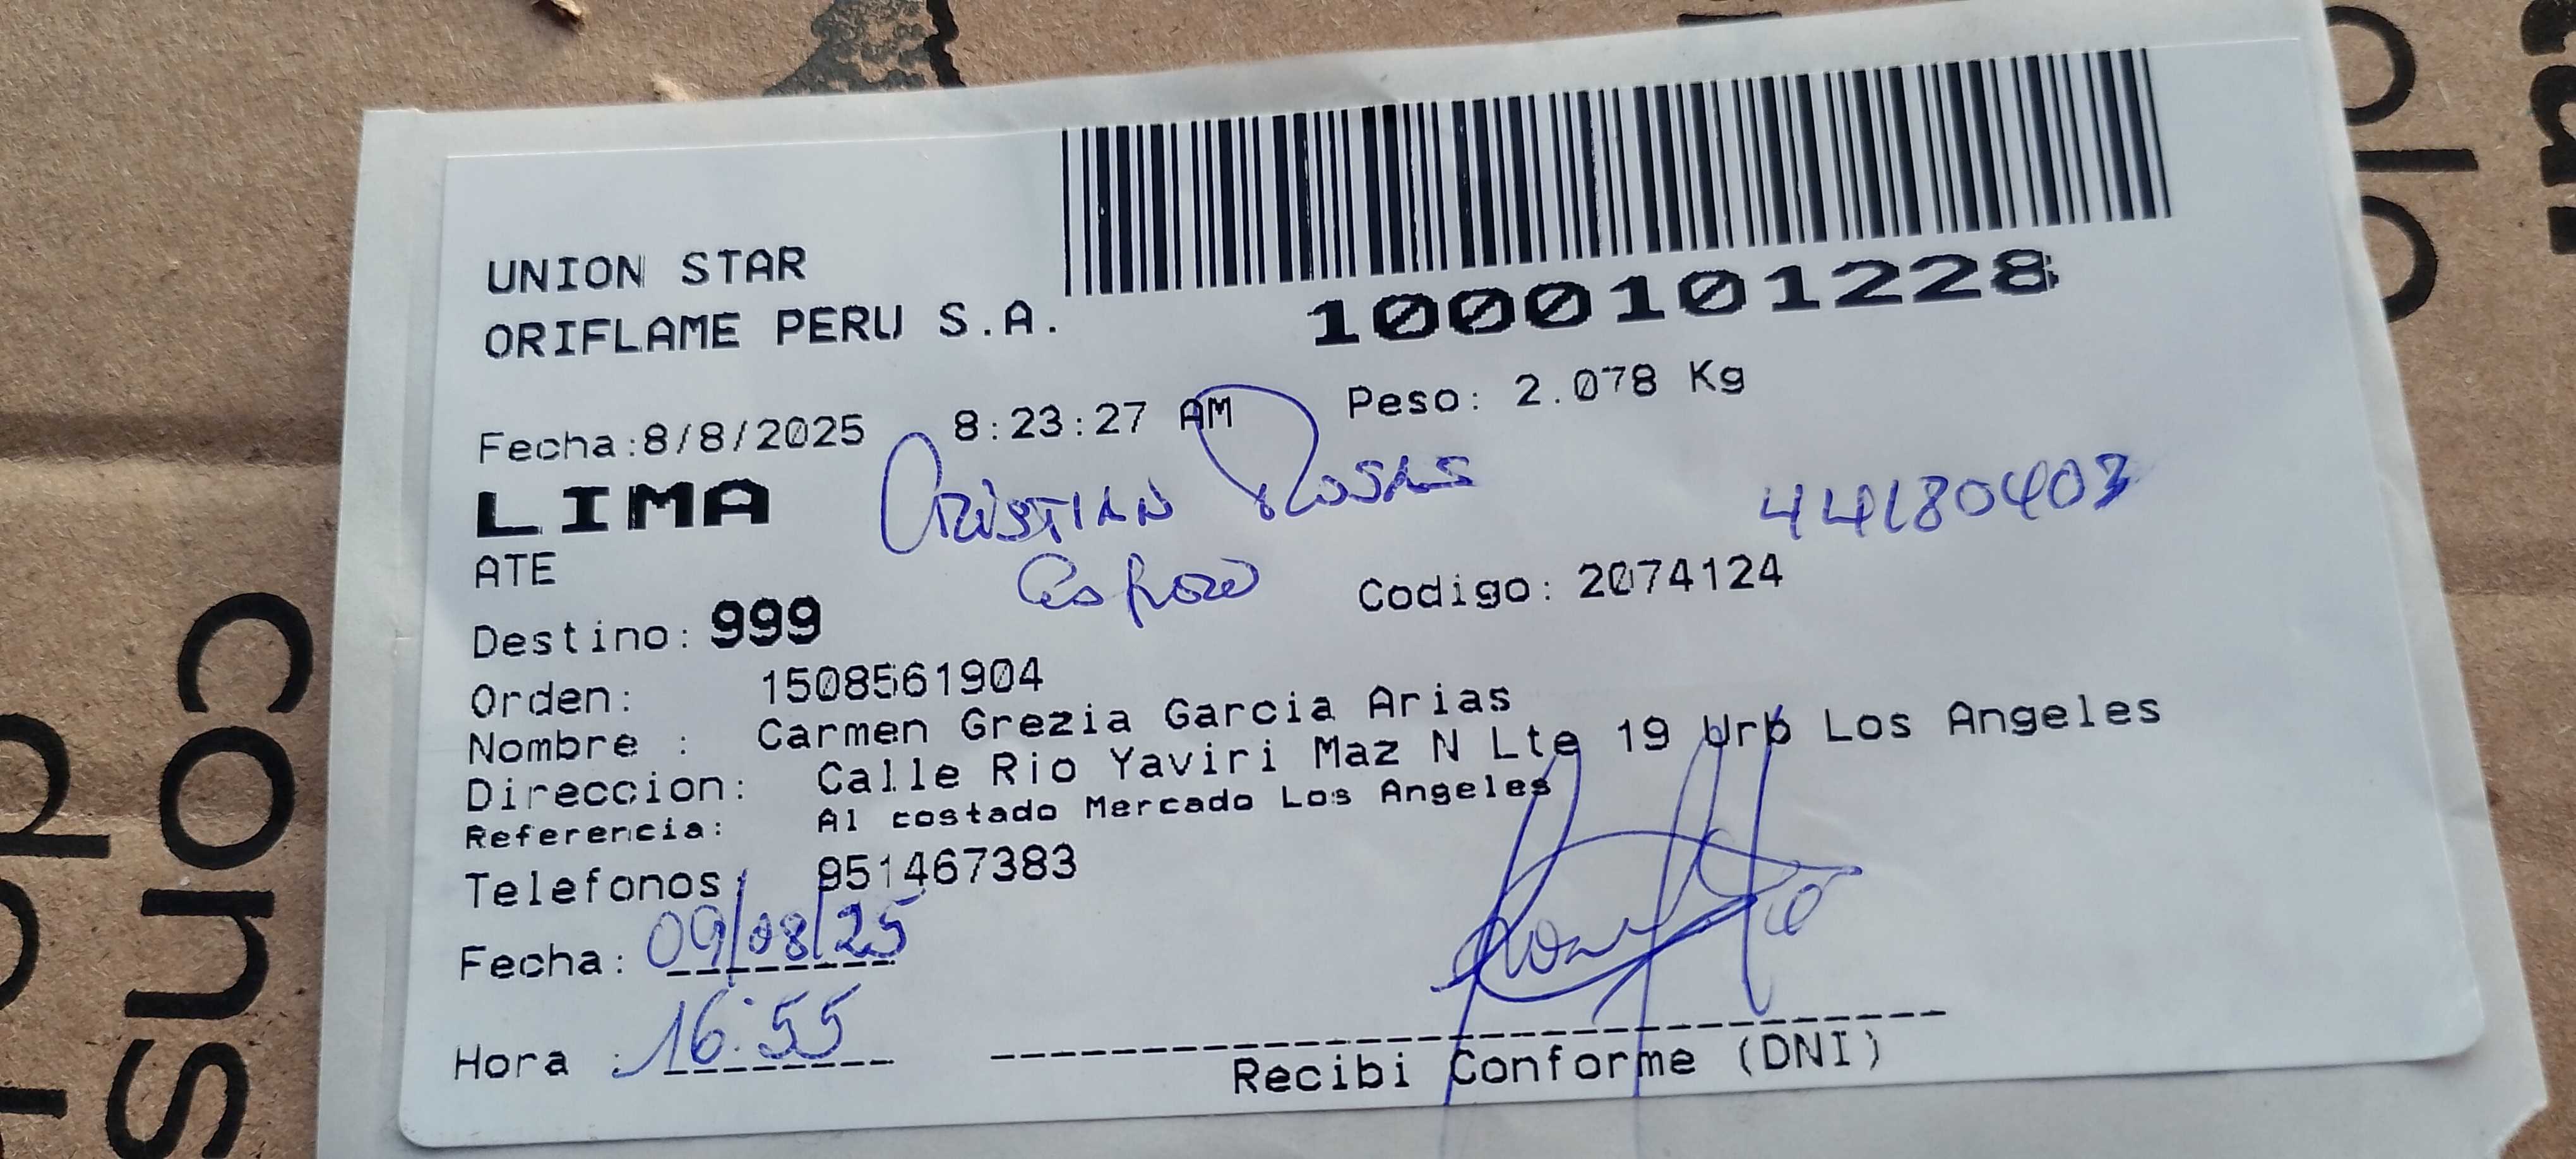 1000101228
UNION STAR
ORIFLAME PERU S.A.
Fecha:8/8/2025 8:23:27 AM Peso: 2.078 Kg
LIMA CRISTIAN ROSAS 44180403
ATE
Destino: 999 Codigo: 2074124
Orden: 1508561904
Nombre : Carmen Grezia Garcia Arias
Direccion: Calle Rio Yaviri Maz N Lte 19 Urb Los Angeles
Referencia: Al costado Mercado Los Angeles
Telefonos 951467383
Fecha: 09/08/25
Hora : 16:55
Recibi Conforme (DNI)
cons